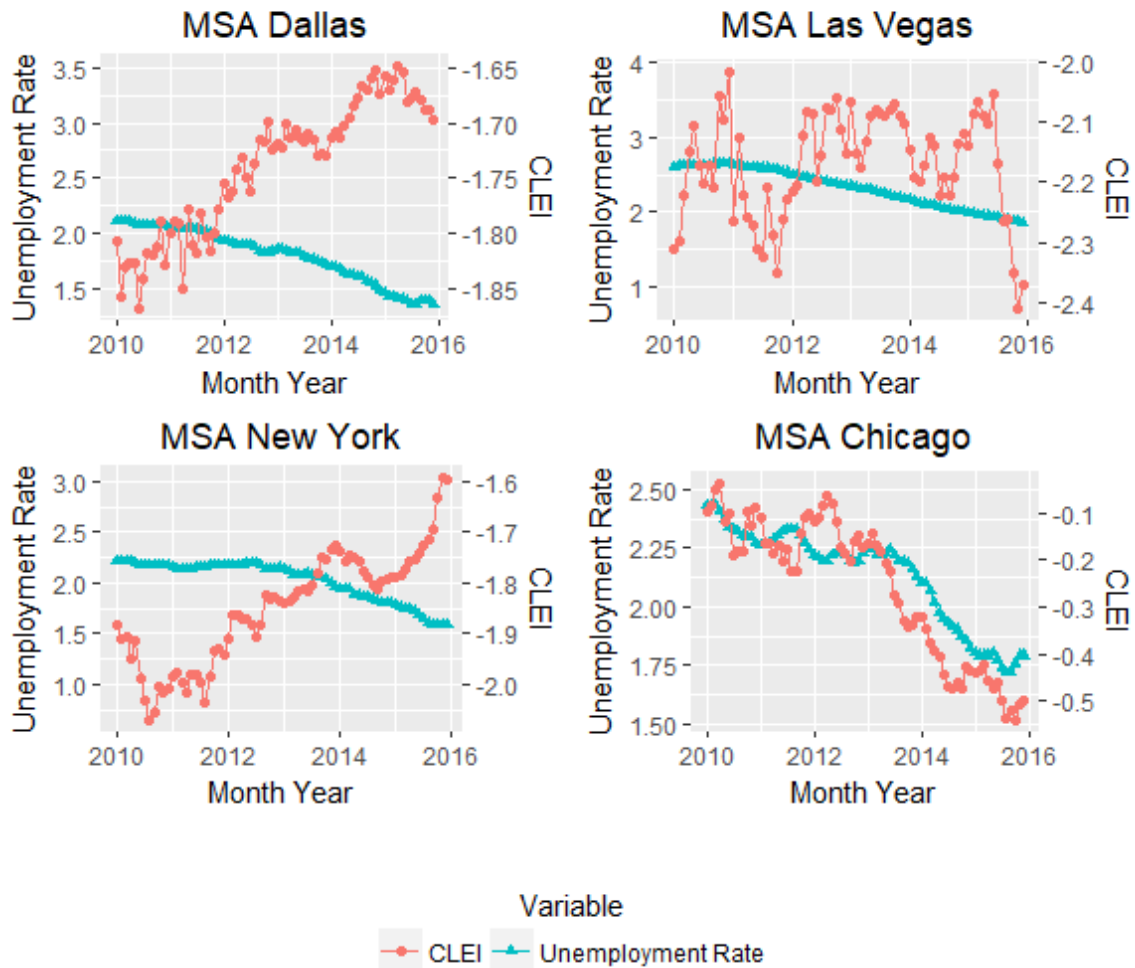 MSA Dallas
Unemployment Rate
3.5
3.0
2.5
2.0
1.5
-1.65
-1.70
-1.75
-1.80
-1.85
CLEI
2010 2012 2014 2016
Month Year
MSA Las Vegas
Unemployment Rate
4
3
2
1
-2.0
-2.1
-2.2
-2.3
-2.4
CLEI
2010 2012 2014 2016
Month Year
MSA New York
Unemployment Rate
3.0
2.5
2.0
1.5
1.0
-1.6
-1.7
-1.8
-1.9
-2.0
CLEI
2010 2012 2014 2016
Month Year
MSA Chicago
Unemployment Rate
2.50
2.25
2.00
1.75
1.50
-0.1
-0.2
-0.3
-0.4
-0.5
CLEI
2010 2012 2014 2016
Month Year
Variable
CLEI Unemployment Rate